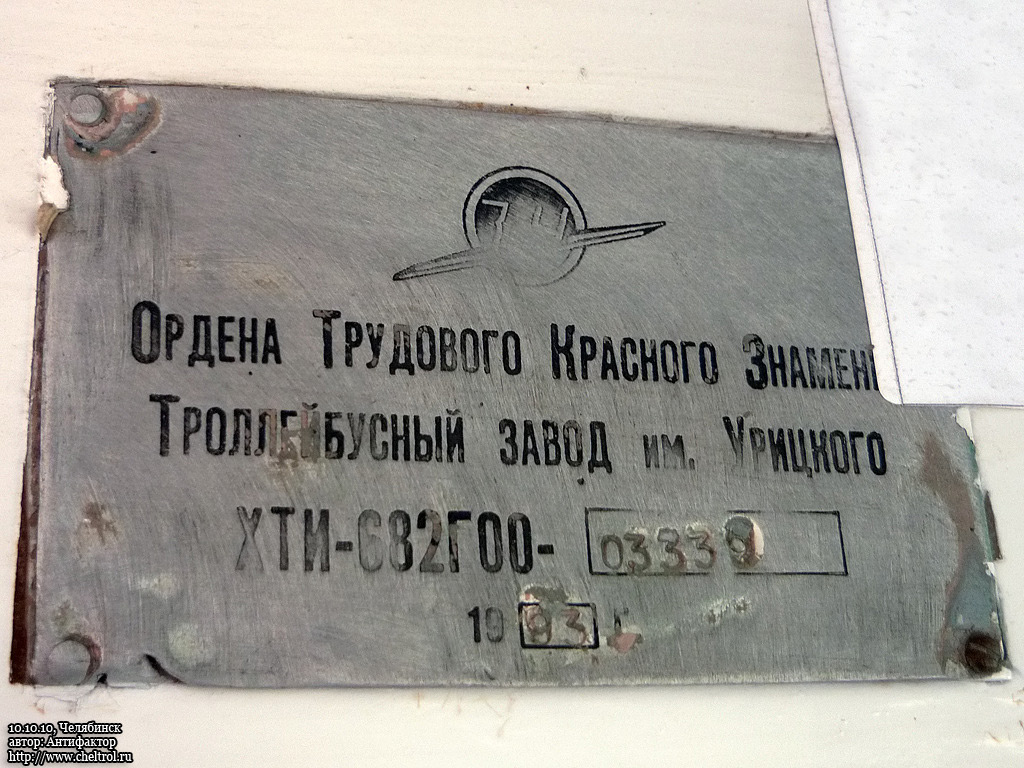 ЗИУ
Ордена Трудового Красного Знамени
Троллейбусный завод им. Урицкого
ХТИ-682Г00- 03339
1993 г
10.10.10, Челябинск
автор: Антифактор
http://www.cheltrol.ru